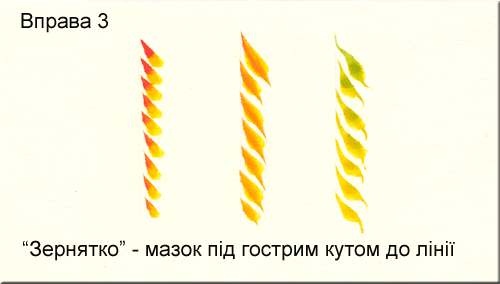 Вправа 3
“Зернятко” - мазок під гострим кутом до лінії